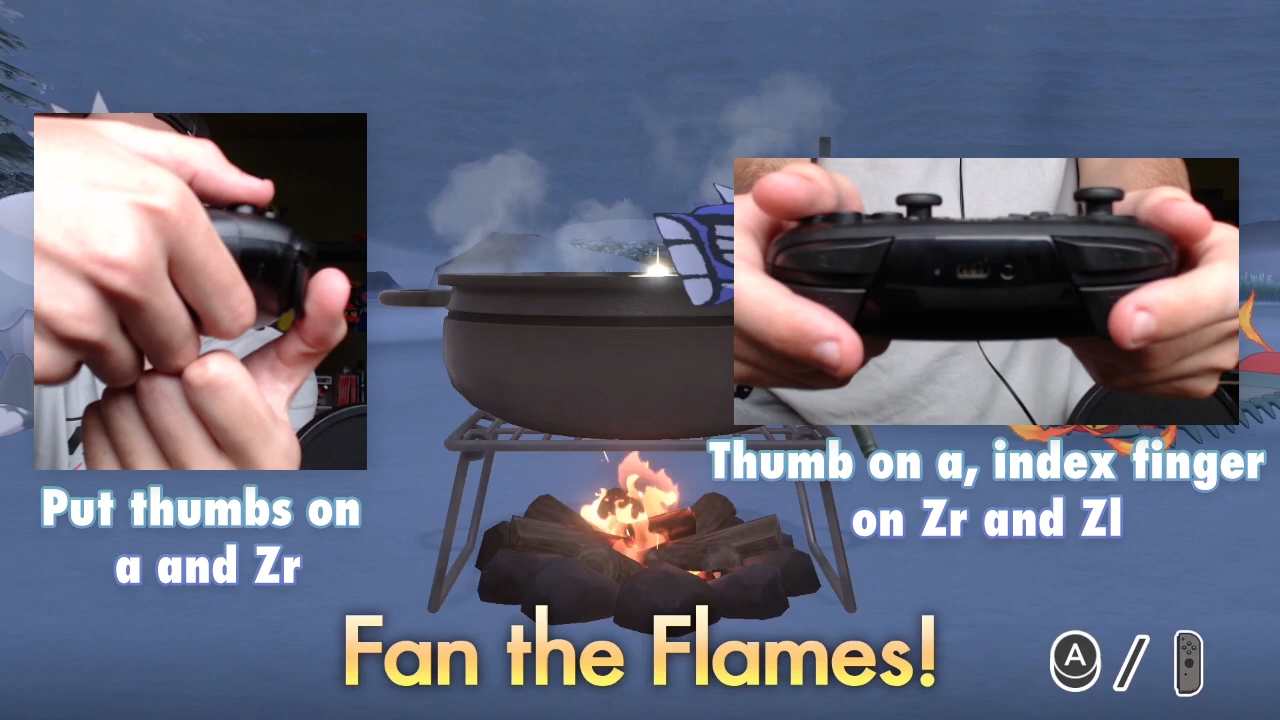 Put thumbs on
a and Zr
Thumb on a, index finger
on Zr and Zl
Fan the Flames!
A /